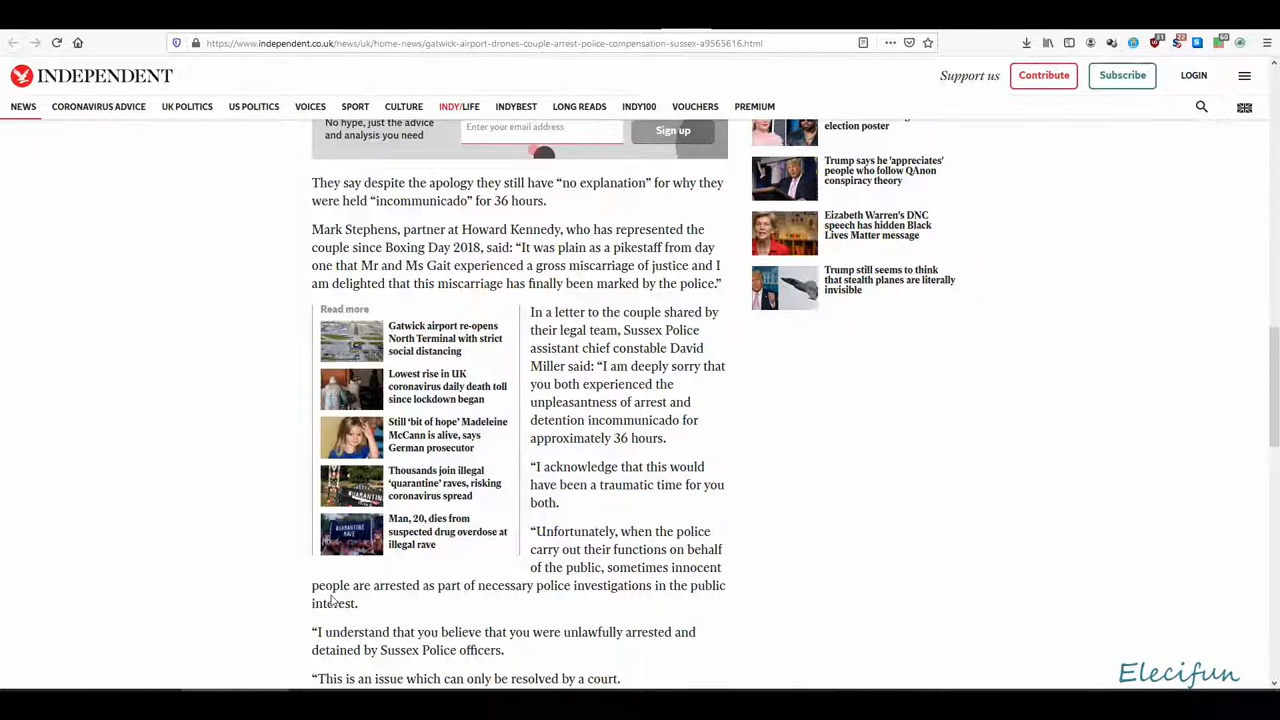 https://www.independent.co.uk/news/uk/home-news/gatwick-airport-drones-couple-arrest-police-compensation-sussex-a9565616.html
INDEPENDENT
Support us
Contribute
Subscribe
LOGIN
NEWS
CORONAVIRUS ADVICE
UK POLITICS
US POLITICS
VOICES
SPORT
CULTURE
INDY/LIFE
INDYBEST
LONG READS
INDY100
VOUCHERS
PREMIUM
No hype, just the advice
and analysis you need
Enter your email address
Sign up
They say despite the apology they still have “no explanation” for why they
were held “incommunicado” for 36 hours.
Mark Stephens, partner at Howard Kennedy, who has represented the
couple since Boxing Day 2018, said: “It was plain as a pikestaff from day
one that Mr and Ms Gait experienced a gross miscarriage of justice and I
am delighted that this miscarriage has finally been marked by the police.”
Read more
Gatwick airport re-opens
North Terminal with strict
social distancing
Lowest rise in UK
coronavirus daily death toll
since lockdown began
Still ‘bit of hope’ Madeleine
McCann is alive, says
German prosecutor
Thousands join illegal
‘quarantine’ raves, risking
coronavirus spread
Man, 20, dies from
suspected drug overdose at
illegal rave
In a letter to the couple shared by
their legal team, Sussex Police
assistant chief constable David
Miller said: “I am deeply sorry that
you both experienced the
unpleasantness of arrest and
detention incommunicado for
approximately 36 hours.
“I acknowledge that this would
have been a traumatic time for you
both.
“Unfortunately, when the police
carry out their functions on behalf
of the public, sometimes innocent
people are arrested as part of necessary police investigations in the public
interest.
“I understand that you believe that you were unlawfully arrested and
detained by Sussex Police officers.
“This is an issue which can only be resolved by a court.
election poster
Trump says he 'appreciates'
people who follow QAnon
conspiracy theory
Eizabeth Warren's DNC
speech has hidden Black
Lives Matter message
Trump still seems to think
that stealth planes are literally
invisible
Elecifun